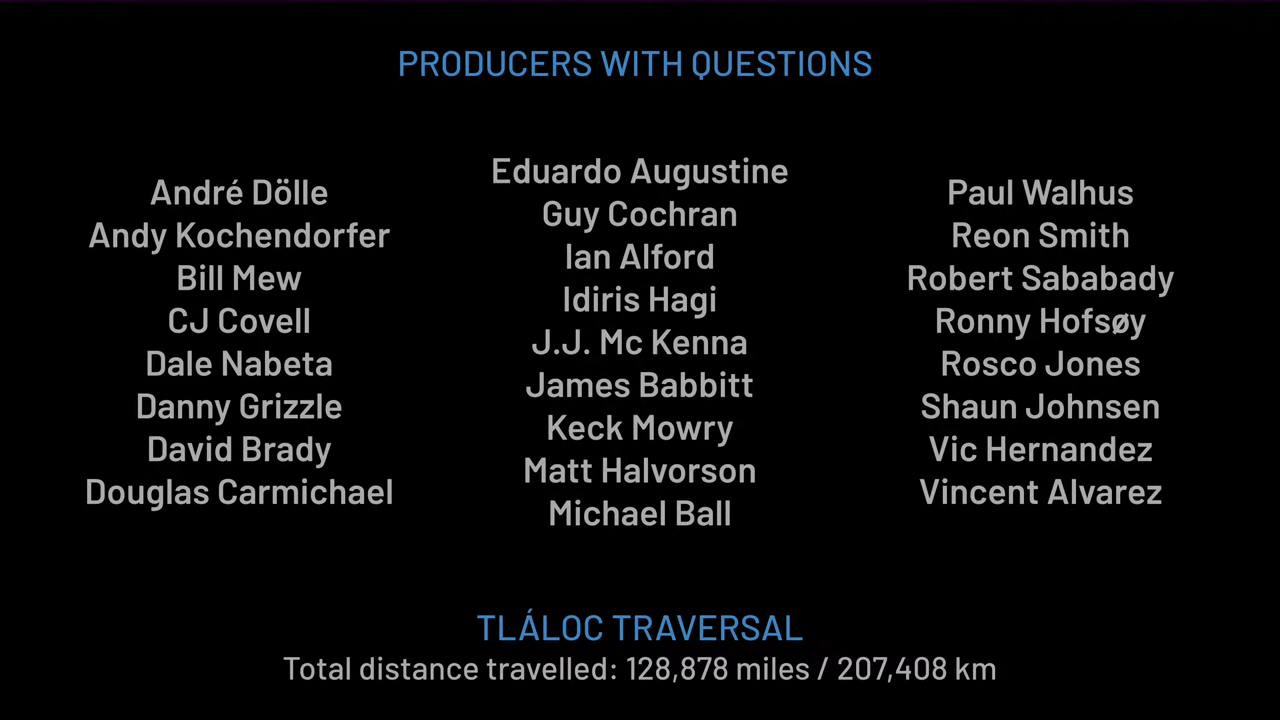 PRODUCERS WITH QUESTIONS
André Dölle
Andy Kochendorfer
Bill Mew
CJ Covell
Dale Nabeta
Danny Grizzle
David Brady
Douglas Carmichael
Eduardo Augustine
Guy Cochran
Ian Alford
Idiris Hagi
J.J. Mc Kenna
James Babbitt
Keck Mowry
Matt Halvorson
Michael Ball
Paul Walhus
Reon Smith
Robert Sababady
Ronny Hofsøy
Rosco Jones
Shaun Johnsen
Vic Hernandez
Vincent Alvarez
TLÁLOC TRAVERSAL
Total distance travelled: 128,878 miles / 207,408 km